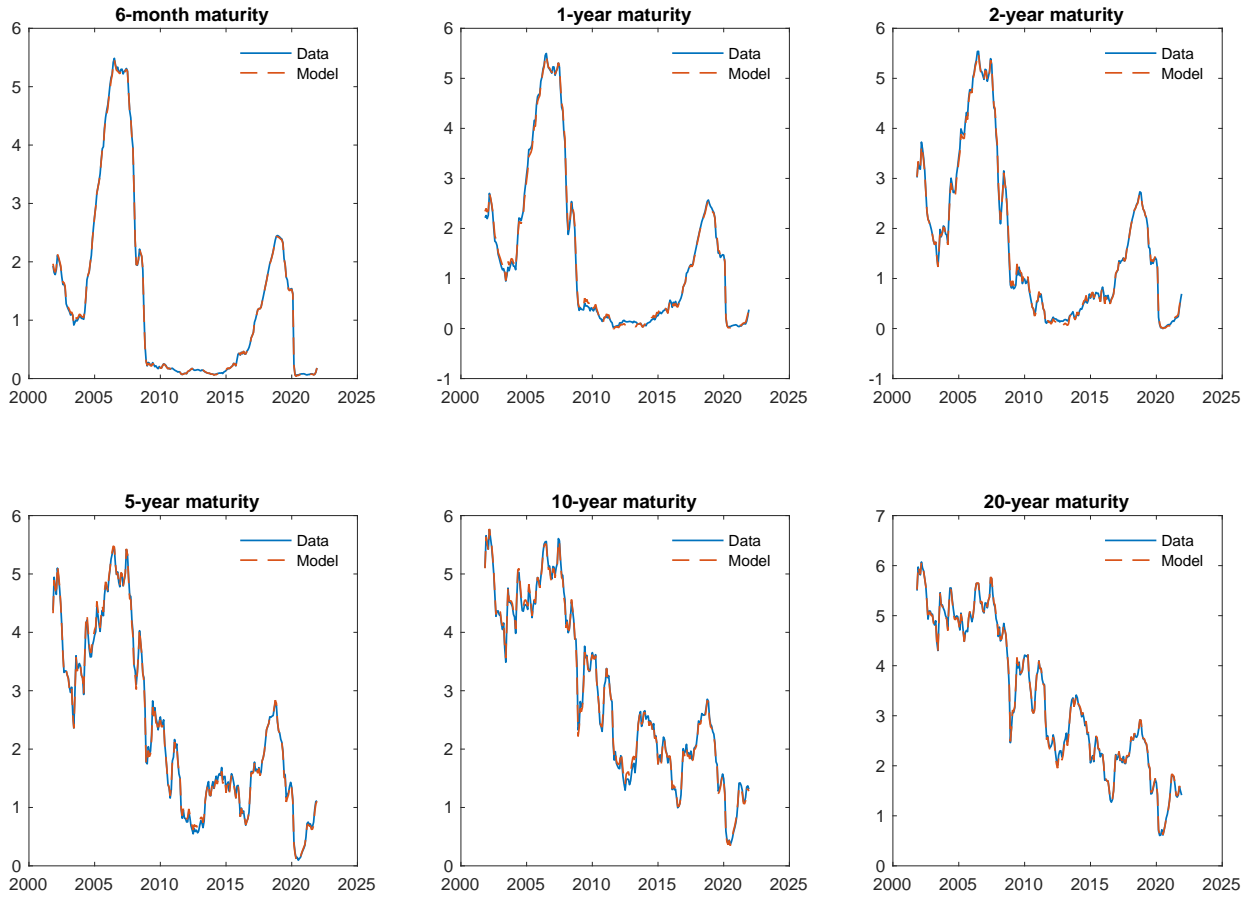 6-month maturity
Data
Model
6
5
4
3
2
1
0
2000 2005 2010 2015 2020 2025
1-year maturity
Data
Model
6
5
4
3
2
1
0
-1
2000 2005 2010 2015 2020 2025
2-year maturity
Data
Model
6
5
4
3
2
1
0
-1
2000 2005 2010 2015 2020 2025
5-year maturity
Data
Model
6
5
4
3
2
1
0
2000 2005 2010 2015 2020 2025
10-year maturity
Data
Model
6
5
4
3
2
1
0
2000 2005 2010 2015 2020 2025
20-year maturity
Data
Model
7
6
5
4
3
2
1
0
2000 2005 2010 2015 2020 2025